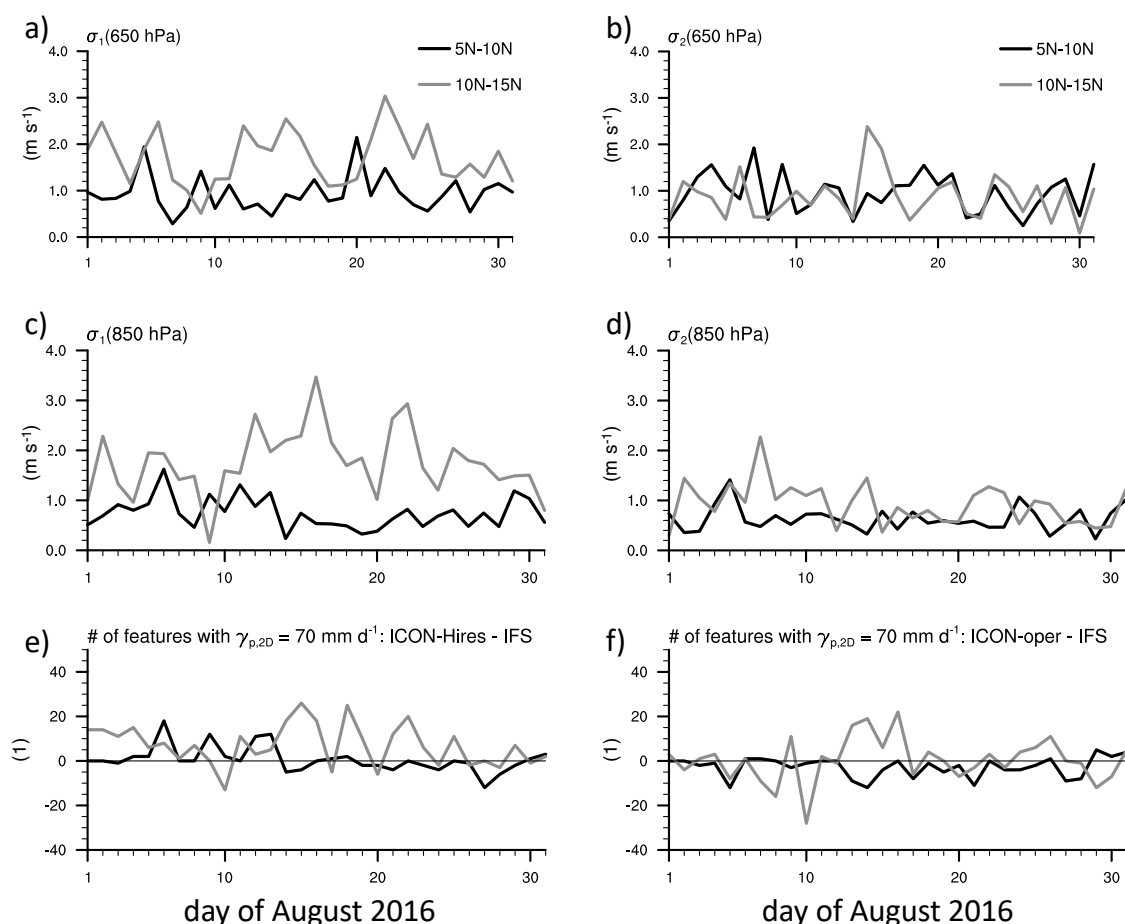 a)
σ1(650 hPa)
5N-10N
10N-15N
(m s-1)
4.0
3.0
2.0
1.0
0.0
1
10
20
30
b)
σ2(650 hPa)
5N-10N
10N-15N
(m s-1)
4.0
3.0
2.0
1.0
0.0
1
10
20
30
c)
σ1(850 hPa)
(m s-1)
4.0
3.0
2.0
1.0
0.0
1
10
20
30
d)
σ2(850 hPa)
(m s-1)
4.0
3.0
2.0
1.0
0.0
1
10
20
30
e)
# of features with γp,2D = 70 mm d-1: ICON-Hires - IFS
(1)
40
20
0
-20
-40
1
10
20
30
day of August 2016
f)
# of features with γp,2D = 70 mm d-1: ICON-oper - IFS
(1)
40
20
0
-20
-40
1
10
20
30
day of August 2016